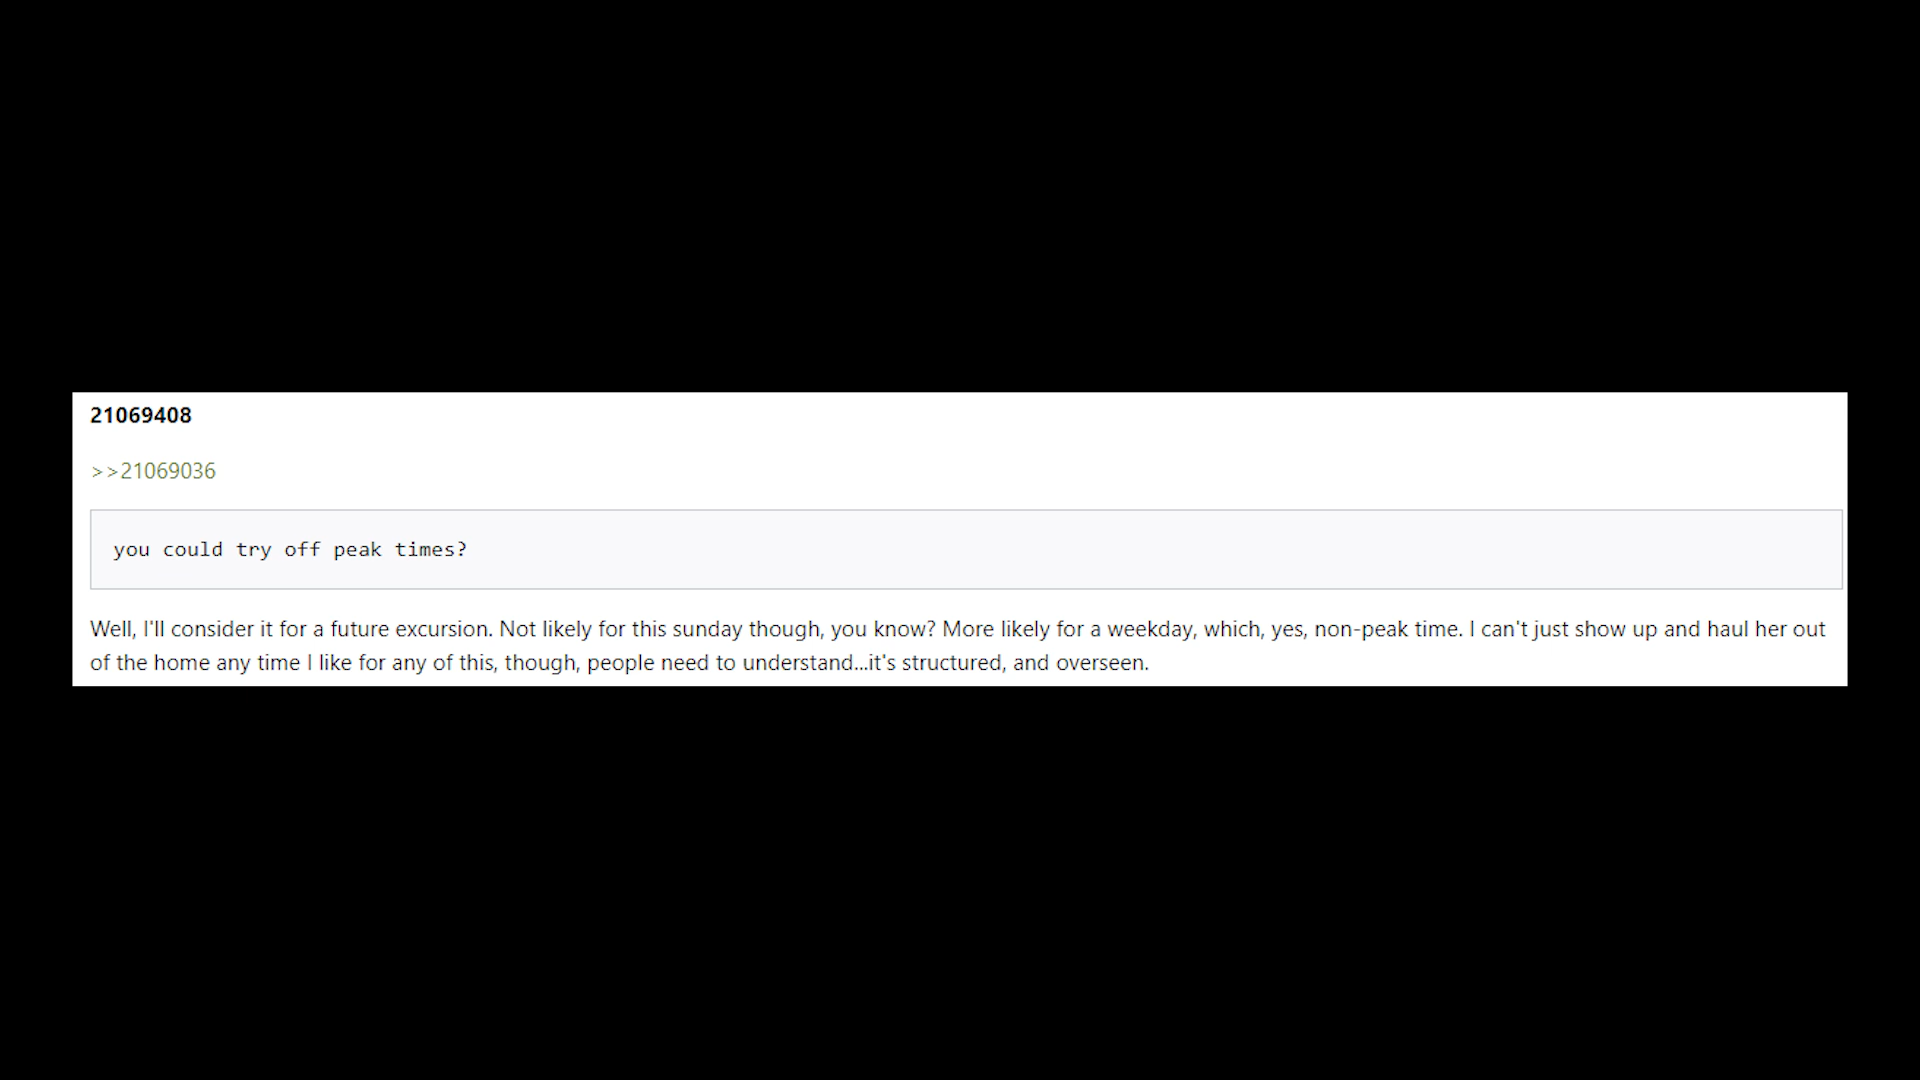 21069408
>>21069036
you could try off peak times?
Well, I'll consider it for a future excursion. Not likely for this sunday though, you know? More likely for a weekday, which, yes, non-peak time. I can't just show up and haul her out
of the home any time I like for any of this, though, people need to understand...it's structured, and overseen.